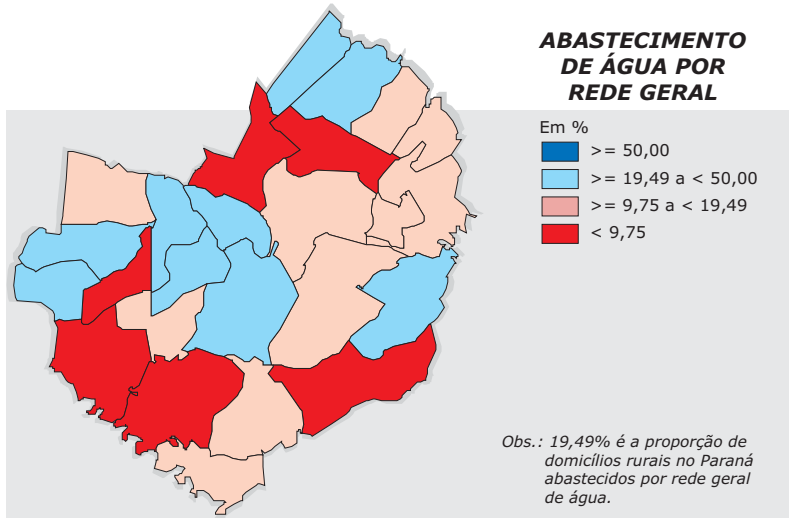 ABASTECIMENTO
DE ÁGUA POR
REDE GERAL
Em %
>= 50,00
>= 19,49 a < 50,00
>= 9,75 a < 19,49
< 9,75
Obs.: 19,49% é a proporção de
domicílios rurais no Paraná
abastecidos por rede geral
de água.